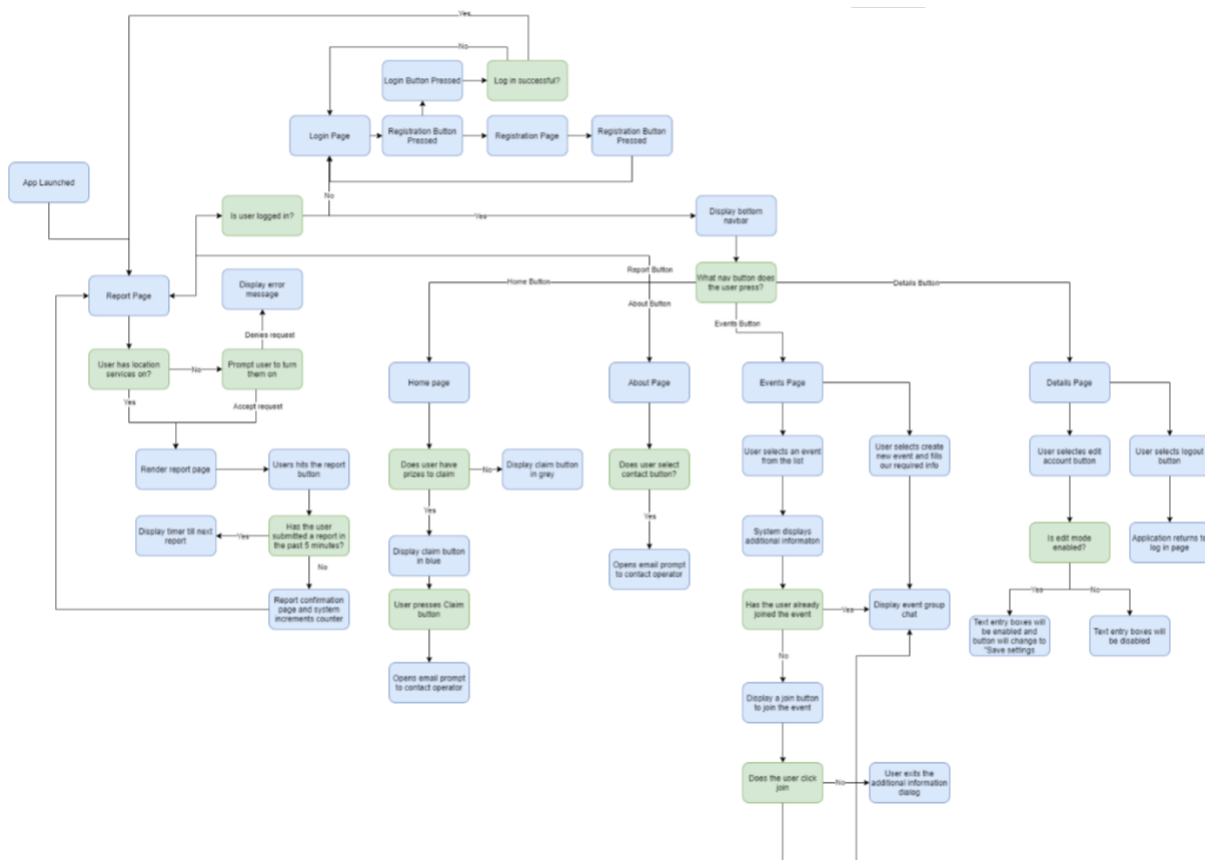 Yes
No
Login Button Pressed
Log in successful?
Login Page
Registration Button
Pressed
Registration Page
Registration Button
Pressed
App Launched
No
Is user logged in?
Yes
Display bottom
navbar
Report Button
What nav button does
the user press?
Home Button
Details Button
About Button
Events Button
Report Page
Display error
message
Denies request
User has location
services on?
No
Prompt user to turn
them on
Yes
Accept request
Home page
About Page
Events Page
Details Page
Render report page
Users hits the report
button
Does user have
prizes to claim
No
Display claim button
in grey
Does user select
contact button?
User selects an event
from the list
User selects create
new event and fills
our required info
User selectes edit
account button
User selects logout
button
Display timer till next
report
Yes
Has the user
submitted a report in
the past 5 minutes?
Yes
Yes
System displays
additional informaton
Is edit mode
enabled?
Application returns to
log in page
No
Display claim button
in blue
Opens email prompt
to contact operator
Report confirmation
page and system
increments counter
User presses Claim
button
Has the user already
joined the event
Yes
Display event group
chat
Yes
No
Text entry boxes will
be enabled and
button will change to
"Save settings
Text entry boxes will
be disabled
No
Opens email prompt
to contact operator
Display a join button
to join the event
Does the user click
join
No
User exits the
additional information
dialog